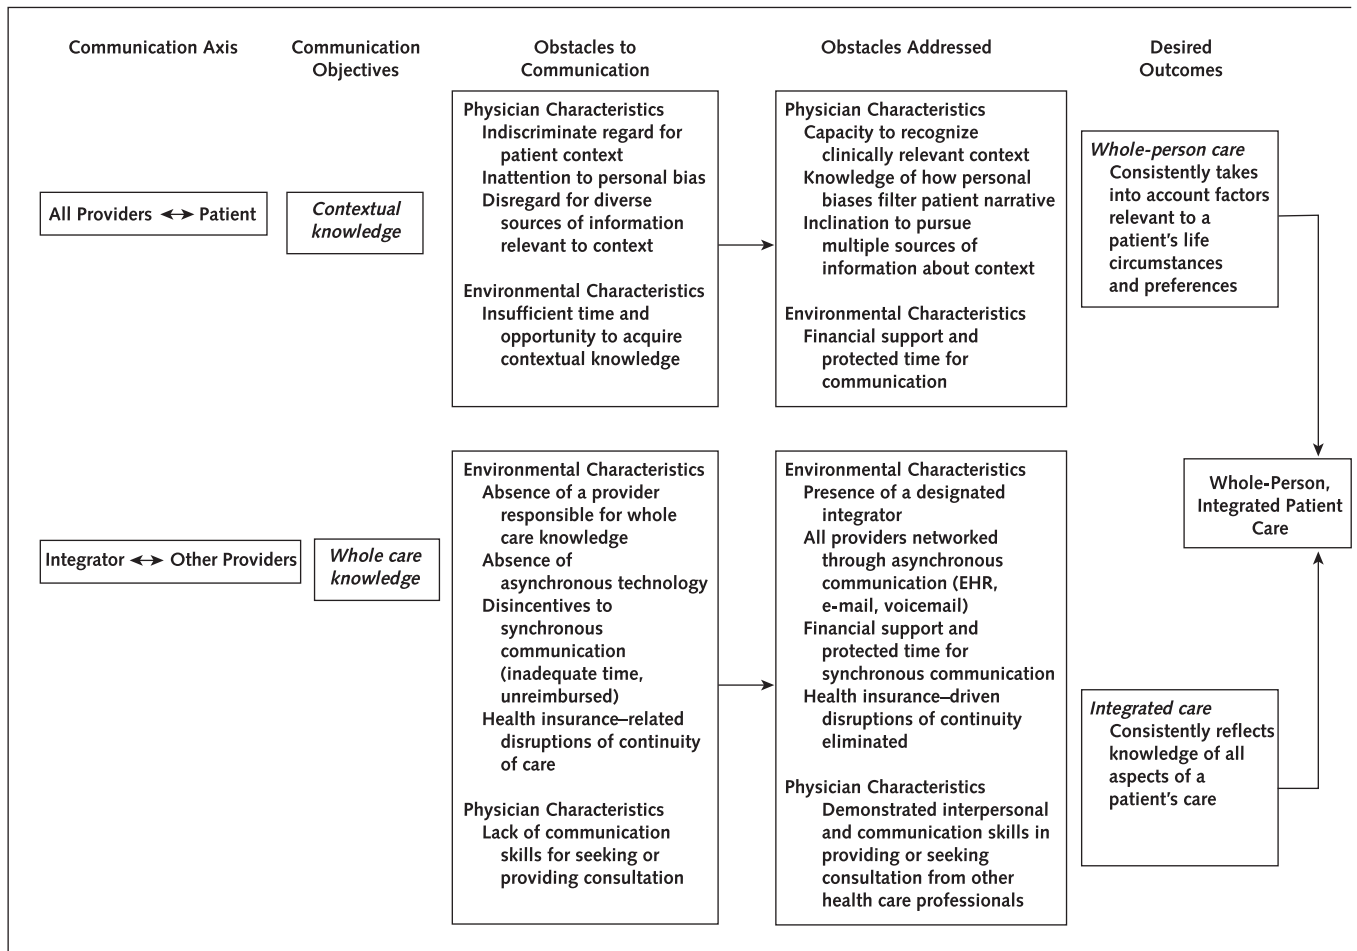 Communication Axis
Communication
Objectives
Obstacles to
Communication
Obstacles Addressed
Desired
Outcomes
All Providers ↔ Patient
Contextual
knowledge
Physician Characteristics
Indiscriminate regard for
patient context
Inattention to personal bias
Disregard for diverse
sources of information
relevant to context
Environmental Characteristics
Insufficient time and
opportunity to acquire
contextual knowledge
Physician Characteristics
Capacity to recognize
clinically relevant context
Knowledge of how personal
biases filter patient narrative
Inclination to pursue
multiple sources of
information about context
Environmental Characteristics
Financial support and
protected time for
communication
Whole-person care
Consistently takes
into account factors
relevant to a
patient's life
circumstances
and preferences
Integrator ↔ Other Providers
Whole care
knowledge
Environmental Characteristics
Absence of a provider
responsible for whole
care knowledge
Absence of
asynchronous technology
Disincentives to
synchronous
communication
(inadequate time,
unreimbursed)
Health insurance–related
disruptions of continuity
of care
Physician Characteristics
Lack of communication
skills for seeking or
providing consultation
Environmental Characteristics
Presence of a designated
integrator
All providers networked
through asynchronous
communication (EHR,
e-mail, voicemail)
Financial support and
protected time for
synchronous communication
Health insurance–driven
disruptions of continuity
eliminated
Physician Characteristics
Demonstrated interpersonal
and communication skills in
providing or seeking
consultation from other
health care professionals
Integrated care
Consistently reflects
knowledge of all
aspects of a
patient's care
Whole-Person,
Integrated Patient
Care